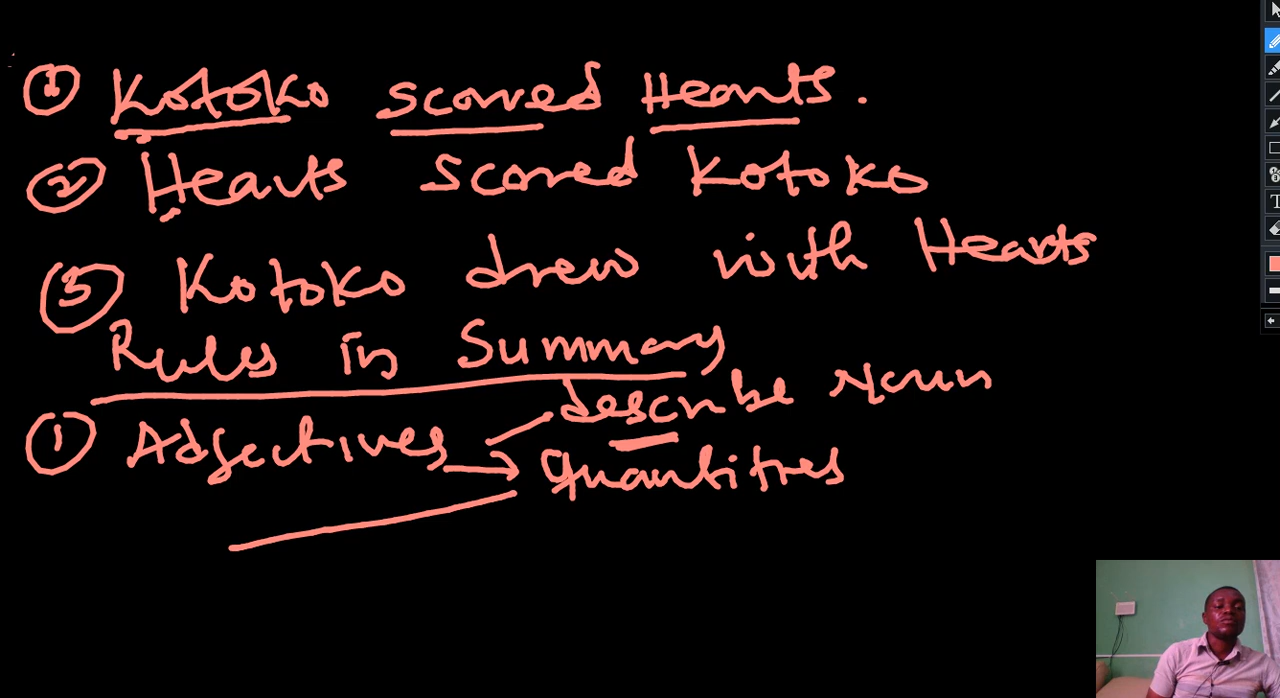 ① Kotoko scored Hearts.
② Hearts scored Kotoko
③ Kotoko drew with Hearts
Rules in Summary
① Adjectives describe Noun
quantities